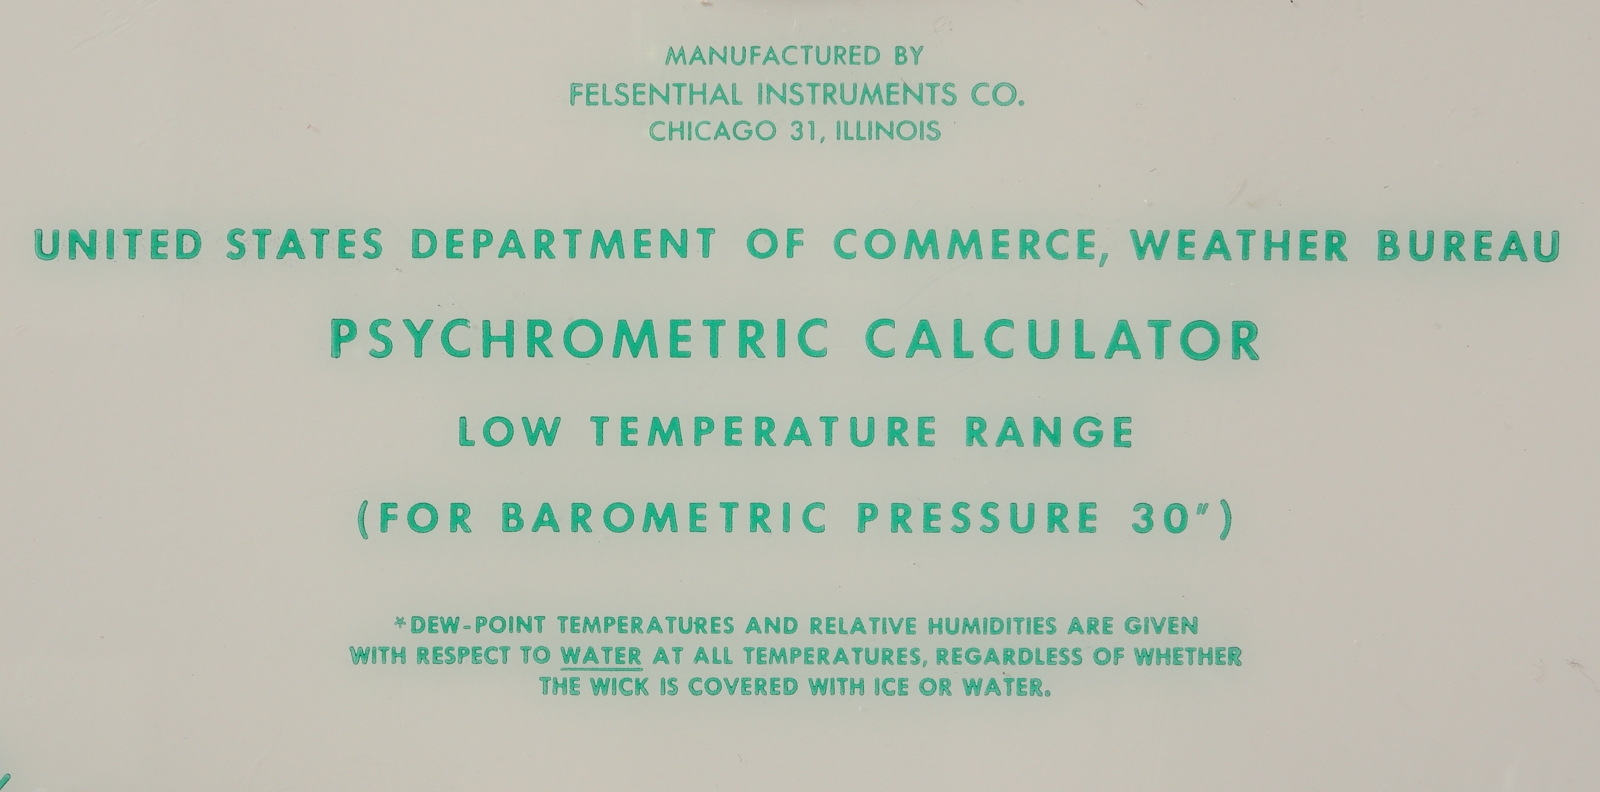 MANUFACTURED BY
FELSENTHAL INSTRUMENTS CO.
CHICAGO 31, ILLINOIS
UNITED STATES DEPARTMENT OF COMMERCE, WEATHER BUREAU
PSYCHROMETRIC CALCULATOR
LOW TEMPERATURE RANGE
(FOR BAROMETRIC PRESSURE 30")
*DEW-POINT TEMPERATURES AND RELATIVE HUMIDITIES ARE GIVEN
WITH RESPECT TO WATER AT ALL TEMPERATURES, REGARDLESS OF WHETHER
THE WICK IS COVERED WITH ICE OR WATER.